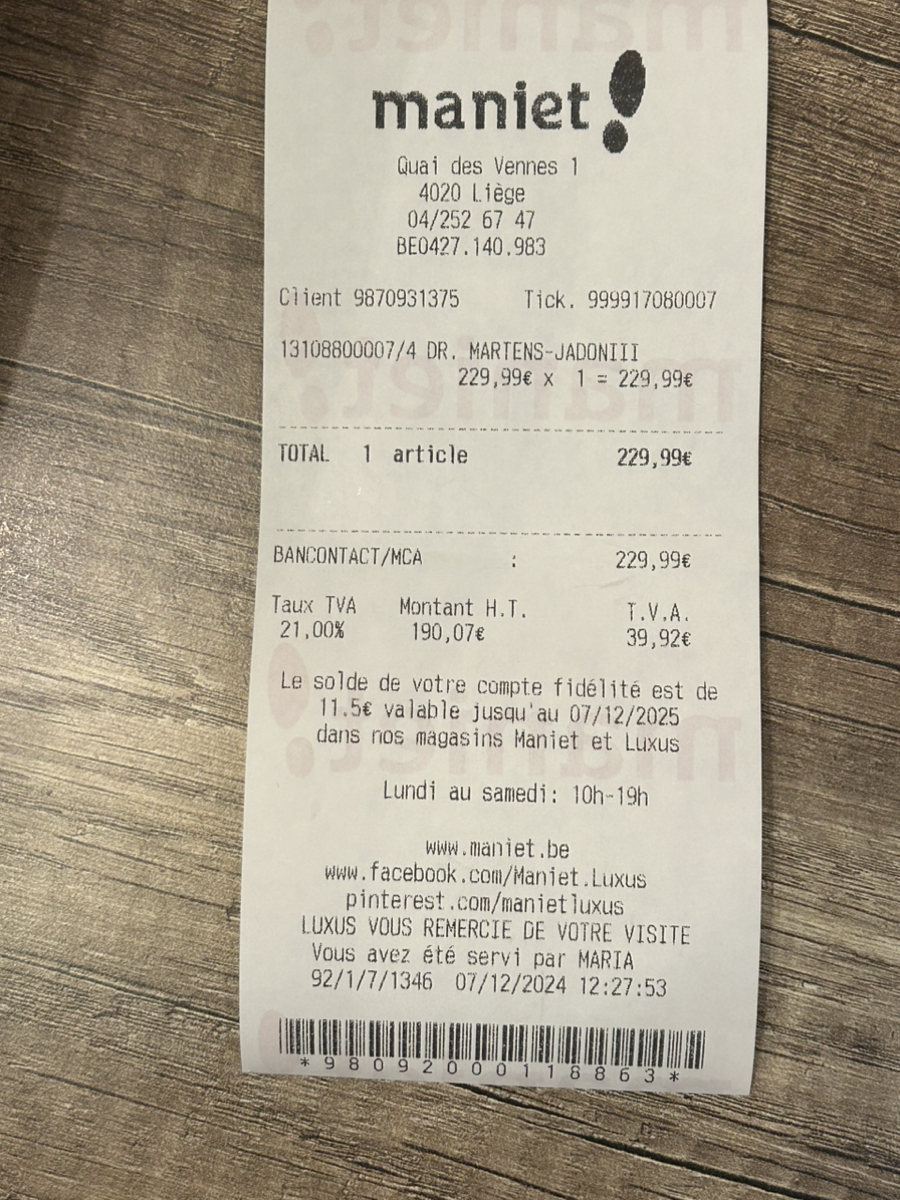 maniet!
Quai des Vennes 1
4020 Liège
04/252 67 47
BE0427.140.983
Client 9870931375 Tick. 999917080007
13108800007/4 DR. MARTENS-JADONIII
229,99€ x 1 = 229,99€
TOTAL 1 article 229,99€
BANCONTACT/MCA : 229,99€
Taux TVA Montant H.T. T.V.A.
21,00% 190,07€ 39,92€
Le solde de votre compte fidélité est de
11.5€ valable jusqu'au 07/12/2025
dans nos magasins Maniet et Luxus
Lundi au samedi: 10h-19h
www.maniet.be
www.facebook.com/Maniet.Luxus
pinterest.com/manietluxus
LUXUS VOUS REMERCIE DE VOTRE VISITE
Vous avez été servi par MARIA
92/1/7/1346 07/12/2024 12:27:53
*98092000118863*